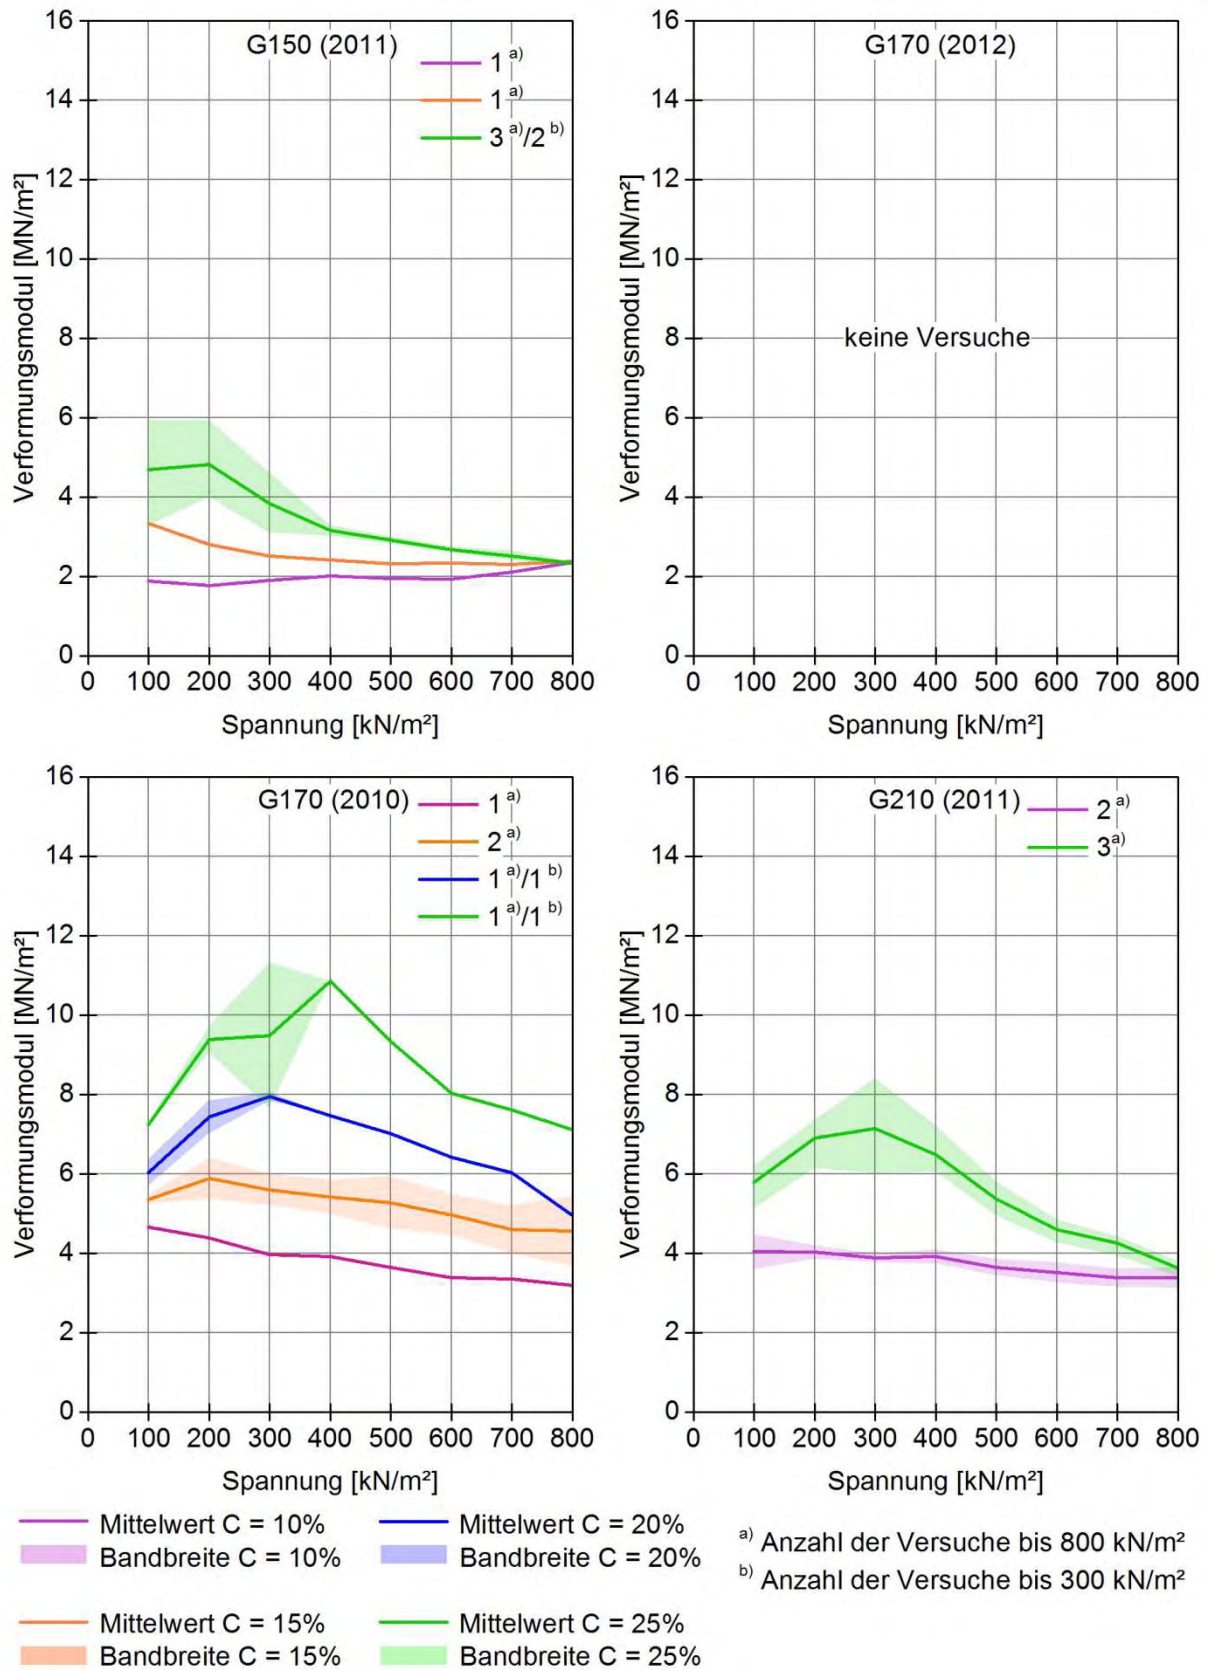 G150 (2011)
1 a)
1 a)
3 a)/2 b)
Verformungsmodul [MN/m²]
16
14
12
10
8
6
4
2
0
0 100 200 300 400 500 600 700 800
Spannung [kN/m²]
G170 (2012)
keine Versuche
Verformungsmodul [MN/m²]
16
14
12
10
8
6
4
2
0
0 100 200 300 400 500 600 700 800
Spannung [kN/m²]
G170 (2010)
1 a)
2 a)
1 a)/1 b)
1 a)/1 b)
Verformungsmodul [MN/m²]
16
14
12
10
8
6
4
2
0
0 100 200 300 400 500 600 700 800
Spannung [kN/m²]
G210 (2011)
2 a)
3 a)
Verformungsmodul [MN/m²]
16
14
12
10
8
6
4
2
0
0 100 200 300 400 500 600 700 800
Spannung [kN/m²]
Mittelwert C = 10%
Bandbreite C = 10%
Mittelwert C = 15%
Bandbreite C = 15%
Mittelwert C = 20%
Bandbreite C = 20%
Mittelwert C = 25%
Bandbreite C = 25%
a) Anzahl der Versuche bis 800 kN/m²
b) Anzahl der Versuche bis 300 kN/m²